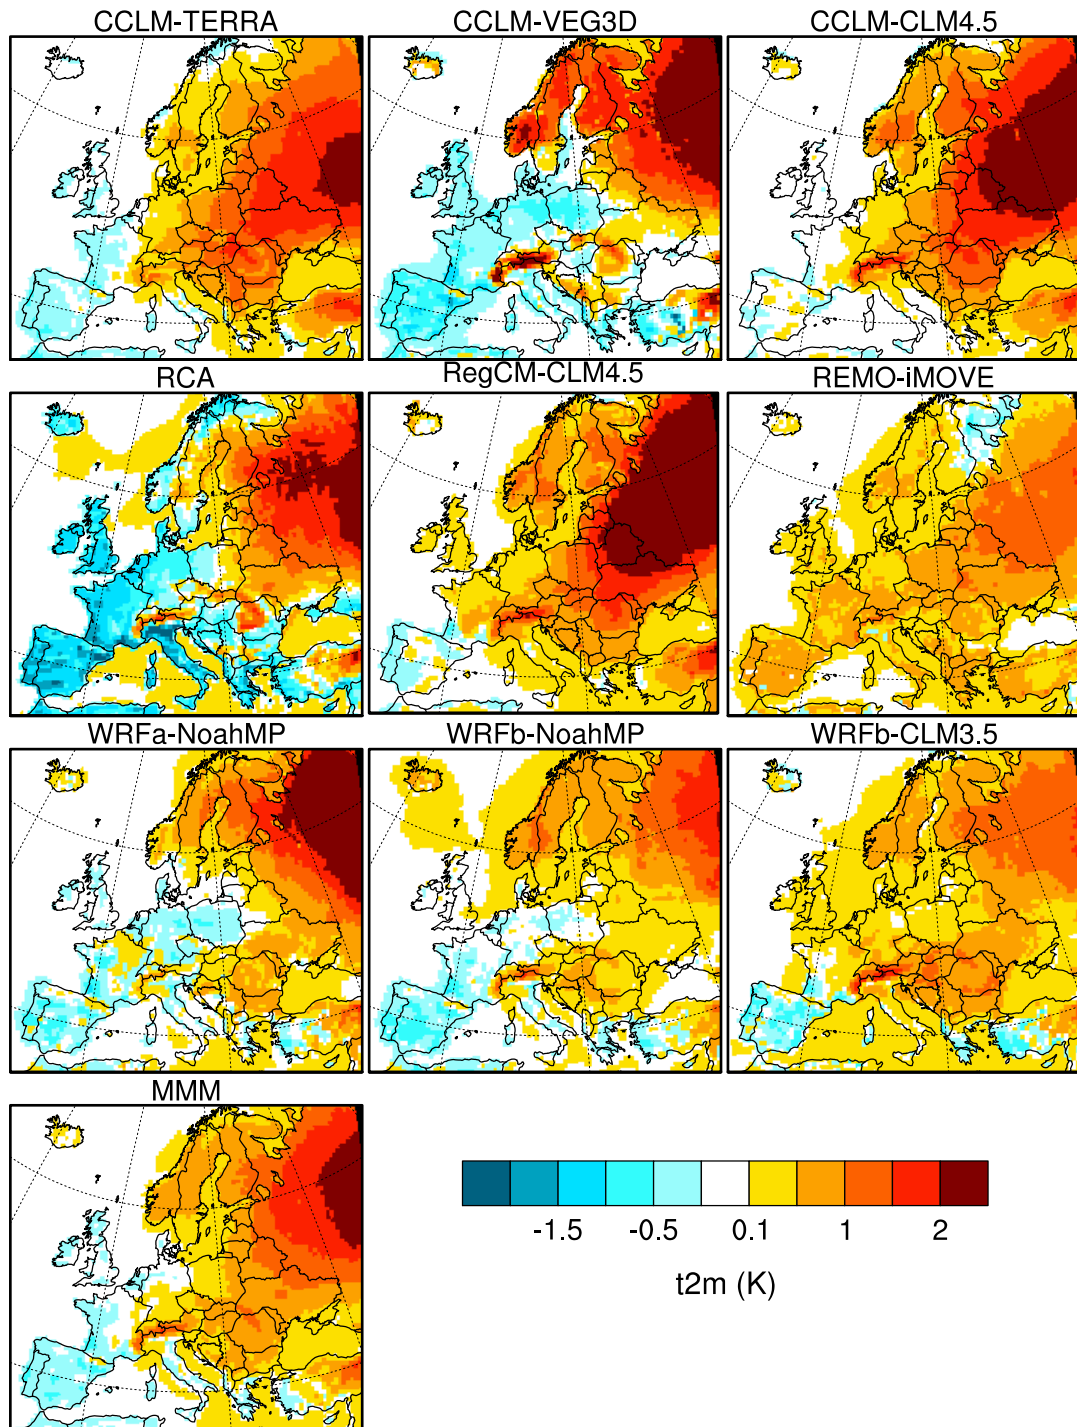 CCLM-TERRA CCLM-VEG3D CCLM-CLM4.5
RCA RegCM-CLM4.5 REMO-iMOVE
WRFa-NoahMP WRFb-NoahMP WRFb-CLM3.5
MMM
-1.5 -0.5 0.1 1 2
t2m (K)